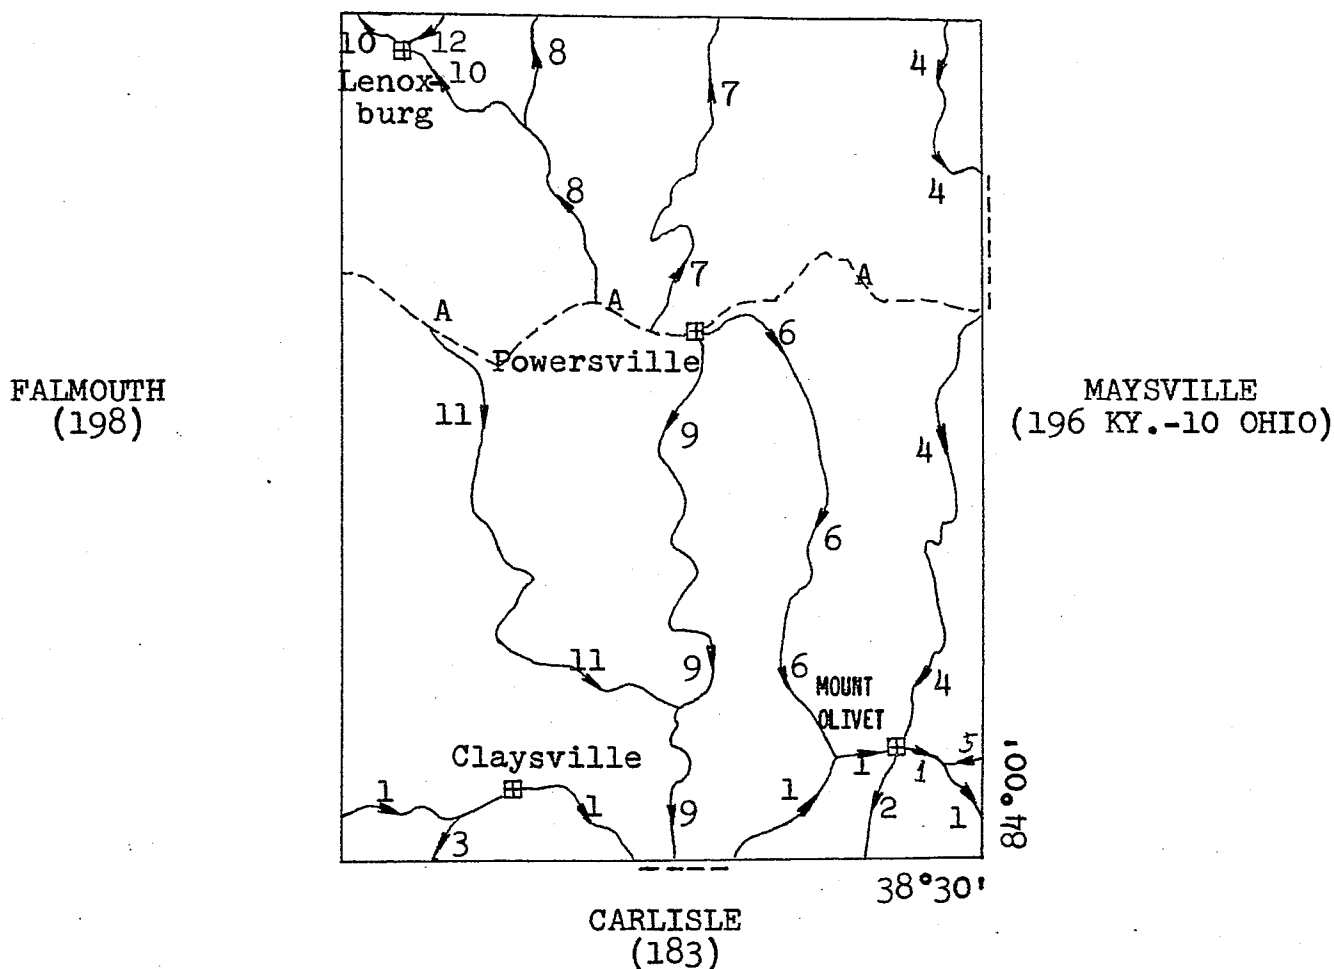 10 12
8
4
7
Lenox- 10
burg
8
4
7
A
A
A
6
Powersville
FALMOUTH
(198)
11
9
MAYSVILLE
(196 KY.-10 OHIO)
4
6
11
9
6
4
MOUNT
OLIVET
Claysville
1
1
5
1
1
1
9
2
1
3
84°00'
38°30'
CARLISLE
(183)